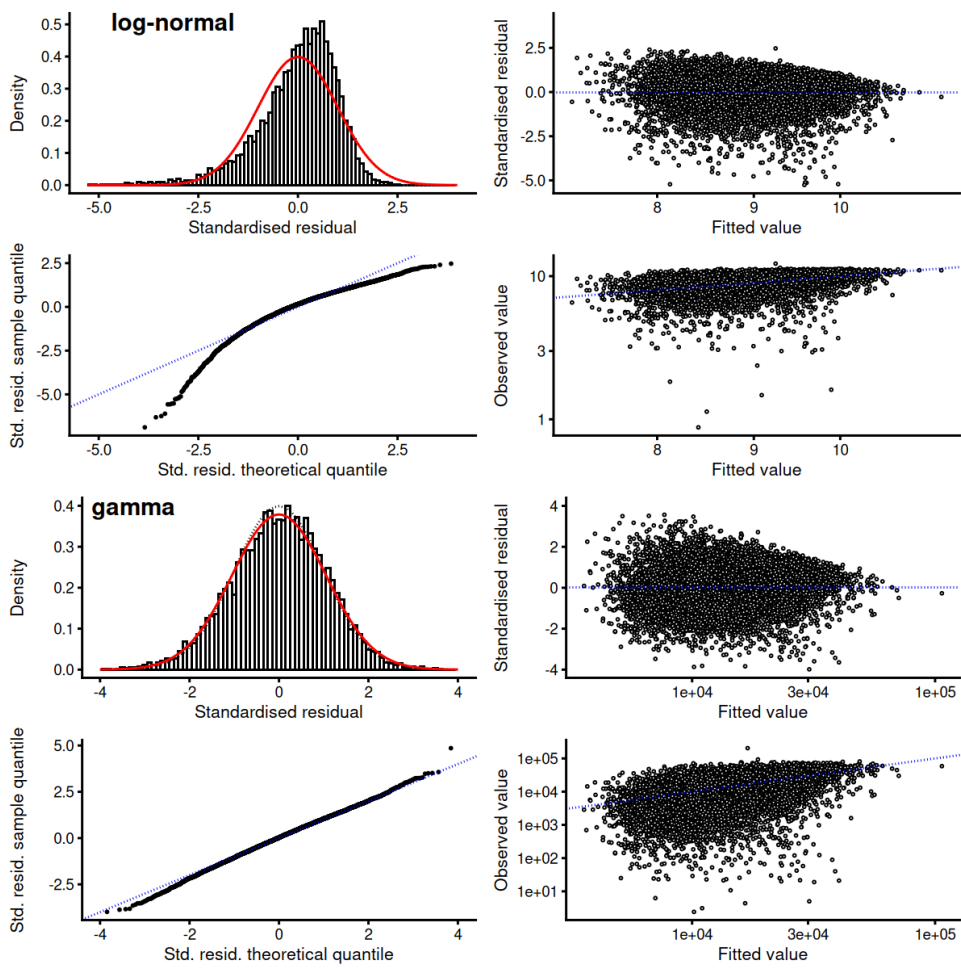 log-normal
0.5
0.4
0.3
0.2
0.1
0.0
Density
-5.0 -2.5 0.0 2.5
Standardised residual
2.5
0.0
-2.5
-5.0
Standardised residual
8 9 10
Fitted value
2.5
0.0
-2.5
-5.0
Std. resid. sample quantile
-5.0 -2.5 0.0 2.5
Std. resid. theoretical quantile
10
3
1
Observed value
8 9 10
Fitted value
gamma
0.4
0.3
0.2
0.1
0.0
Density
-4 -2 0 2 4
Standardised residual
4
2
0
-2
-4
Standardised residual
1e+04 3e+04 1e+05
Fitted value
5.0
2.5
0.0
-2.5
Std. resid. sample quantile
-4 -2 0 2 4
Std. resid. theoretical quantile
1e+05
1e+04
1e+03
1e+02
1e+01
Observed value
1e+04 3e+04 1e+05
Fitted value